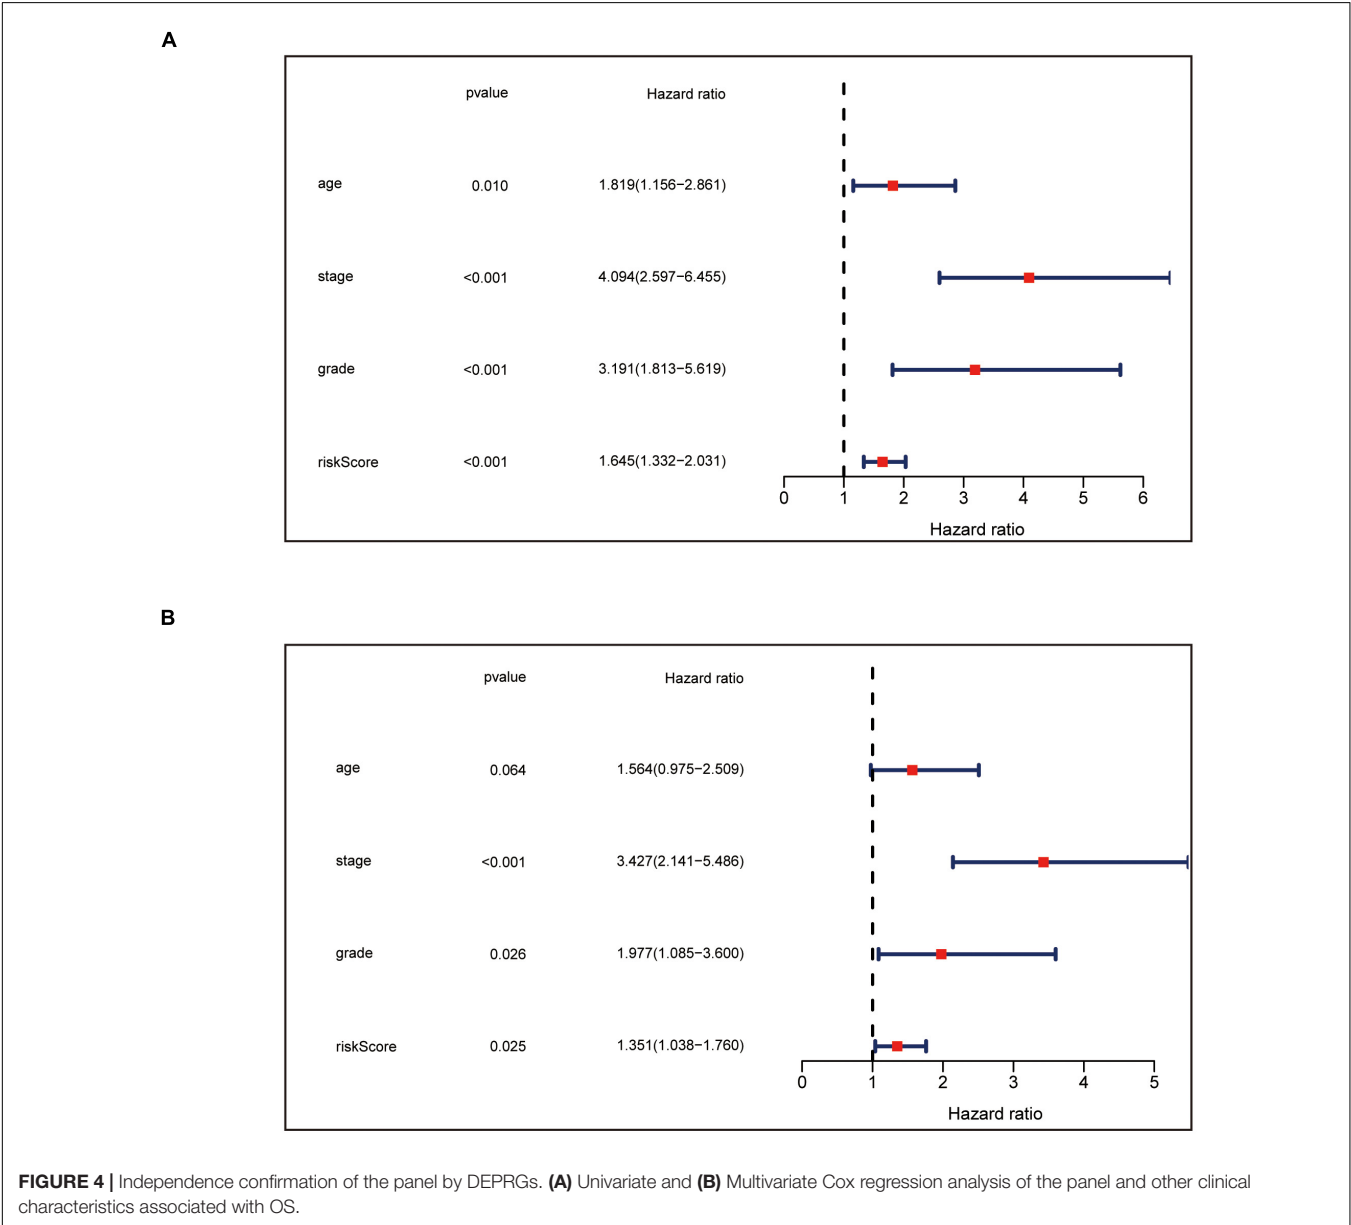 A
pvalue Hazard ratio
age 0.010 1.819(1.156−2.861)
stage <0.001 4.094(2.597−6.455)
grade <0.001 3.191(1.813−5.619)
riskScore <0.001 1.645(1.332−2.031)
0 1 2 3 4 5 6
Hazard ratio
B
pvalue Hazard ratio
age 0.064 1.564(0.975−2.509)
stage <0.001 3.427(2.141−5.486)
grade 0.026 1.977(1.085−3.600)
riskScore 0.025 1.351(1.038−1.760)
0 1 2 3 4 5
Hazard ratio
FIGURE 4 | Independence confirmation of the panel by DEPRGs. (A) Univariate and (B) Multivariate Cox regression analysis of the panel and other clinical
characteristics associated with OS.